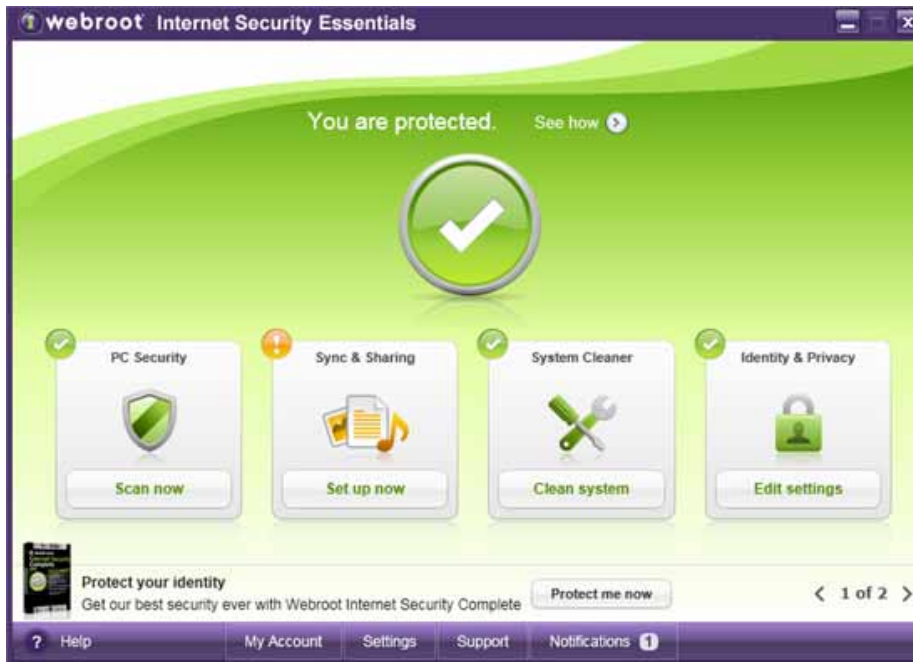 webroot Internet Security Essentials
You are protected. See how
PC Security
Sync & Sharing
System Cleaner
Identity & Privacy
Scan now
Set up now
Clean system
Edit settings
Protect your identity
Get our best security ever with Webroot Internet Security Complete
Protect me now
1 of 2
? Help
My Account
Settings
Support
Notifications 1